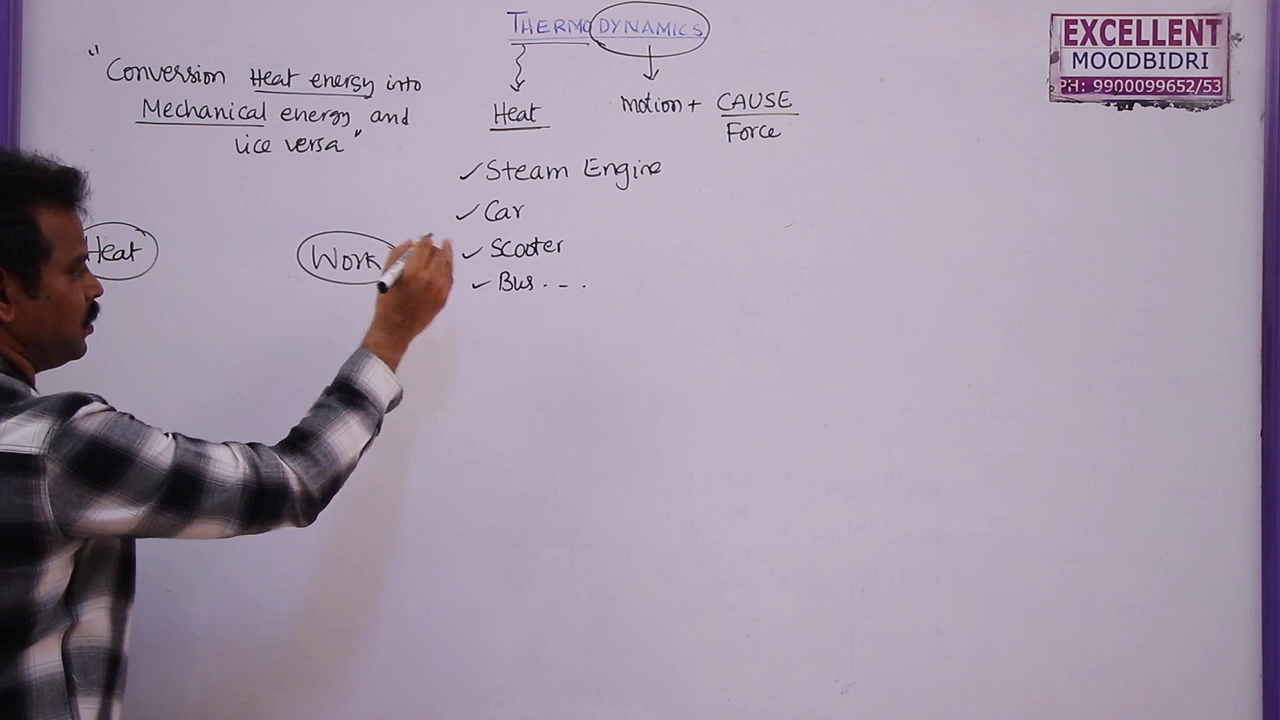 THERMODYNAMICS
"Conversion Heat energy into
Mechanical energy and
vice versa"
Heat
motion + CAUSE
Force
✓ Steam Engine
✓ Car
✓ Scooter
✓ Bus . - .
Heat
Work
EXCELLENT
MOODBIDRI
PH: 9900099652/53